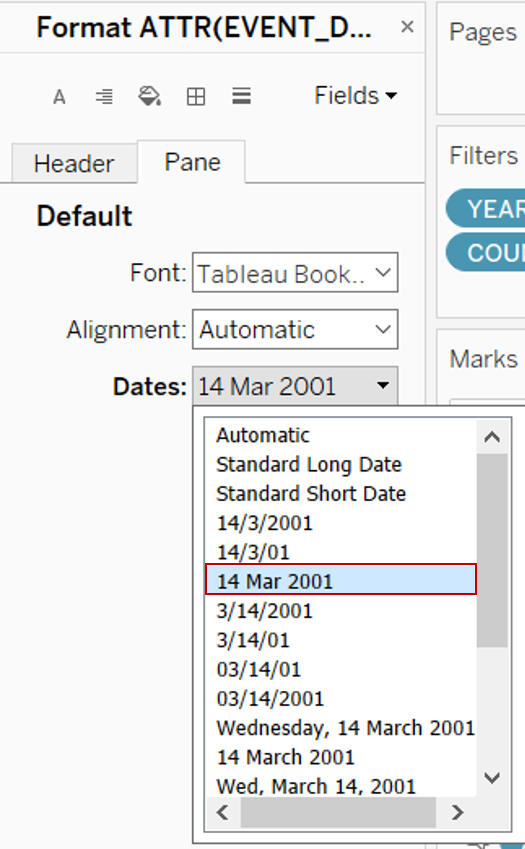 Format ATTR(EVENT_D... ×
Pages
A
Fields
Header
Pane
Filters
Default
YEAR
COU
Font: Tableau Book..
Alignment: Automatic
Marks
Dates: 14 Mar 2001
Automatic
Standard Long Date
Standard Short Date
14/3/2001
14/3/01
14 Mar 2001
3/14/2001
3/14/01
03/14/01
03/14/2001
Wednesday, 14 March 2001
14 March 2001
Wed, March 14, 2001